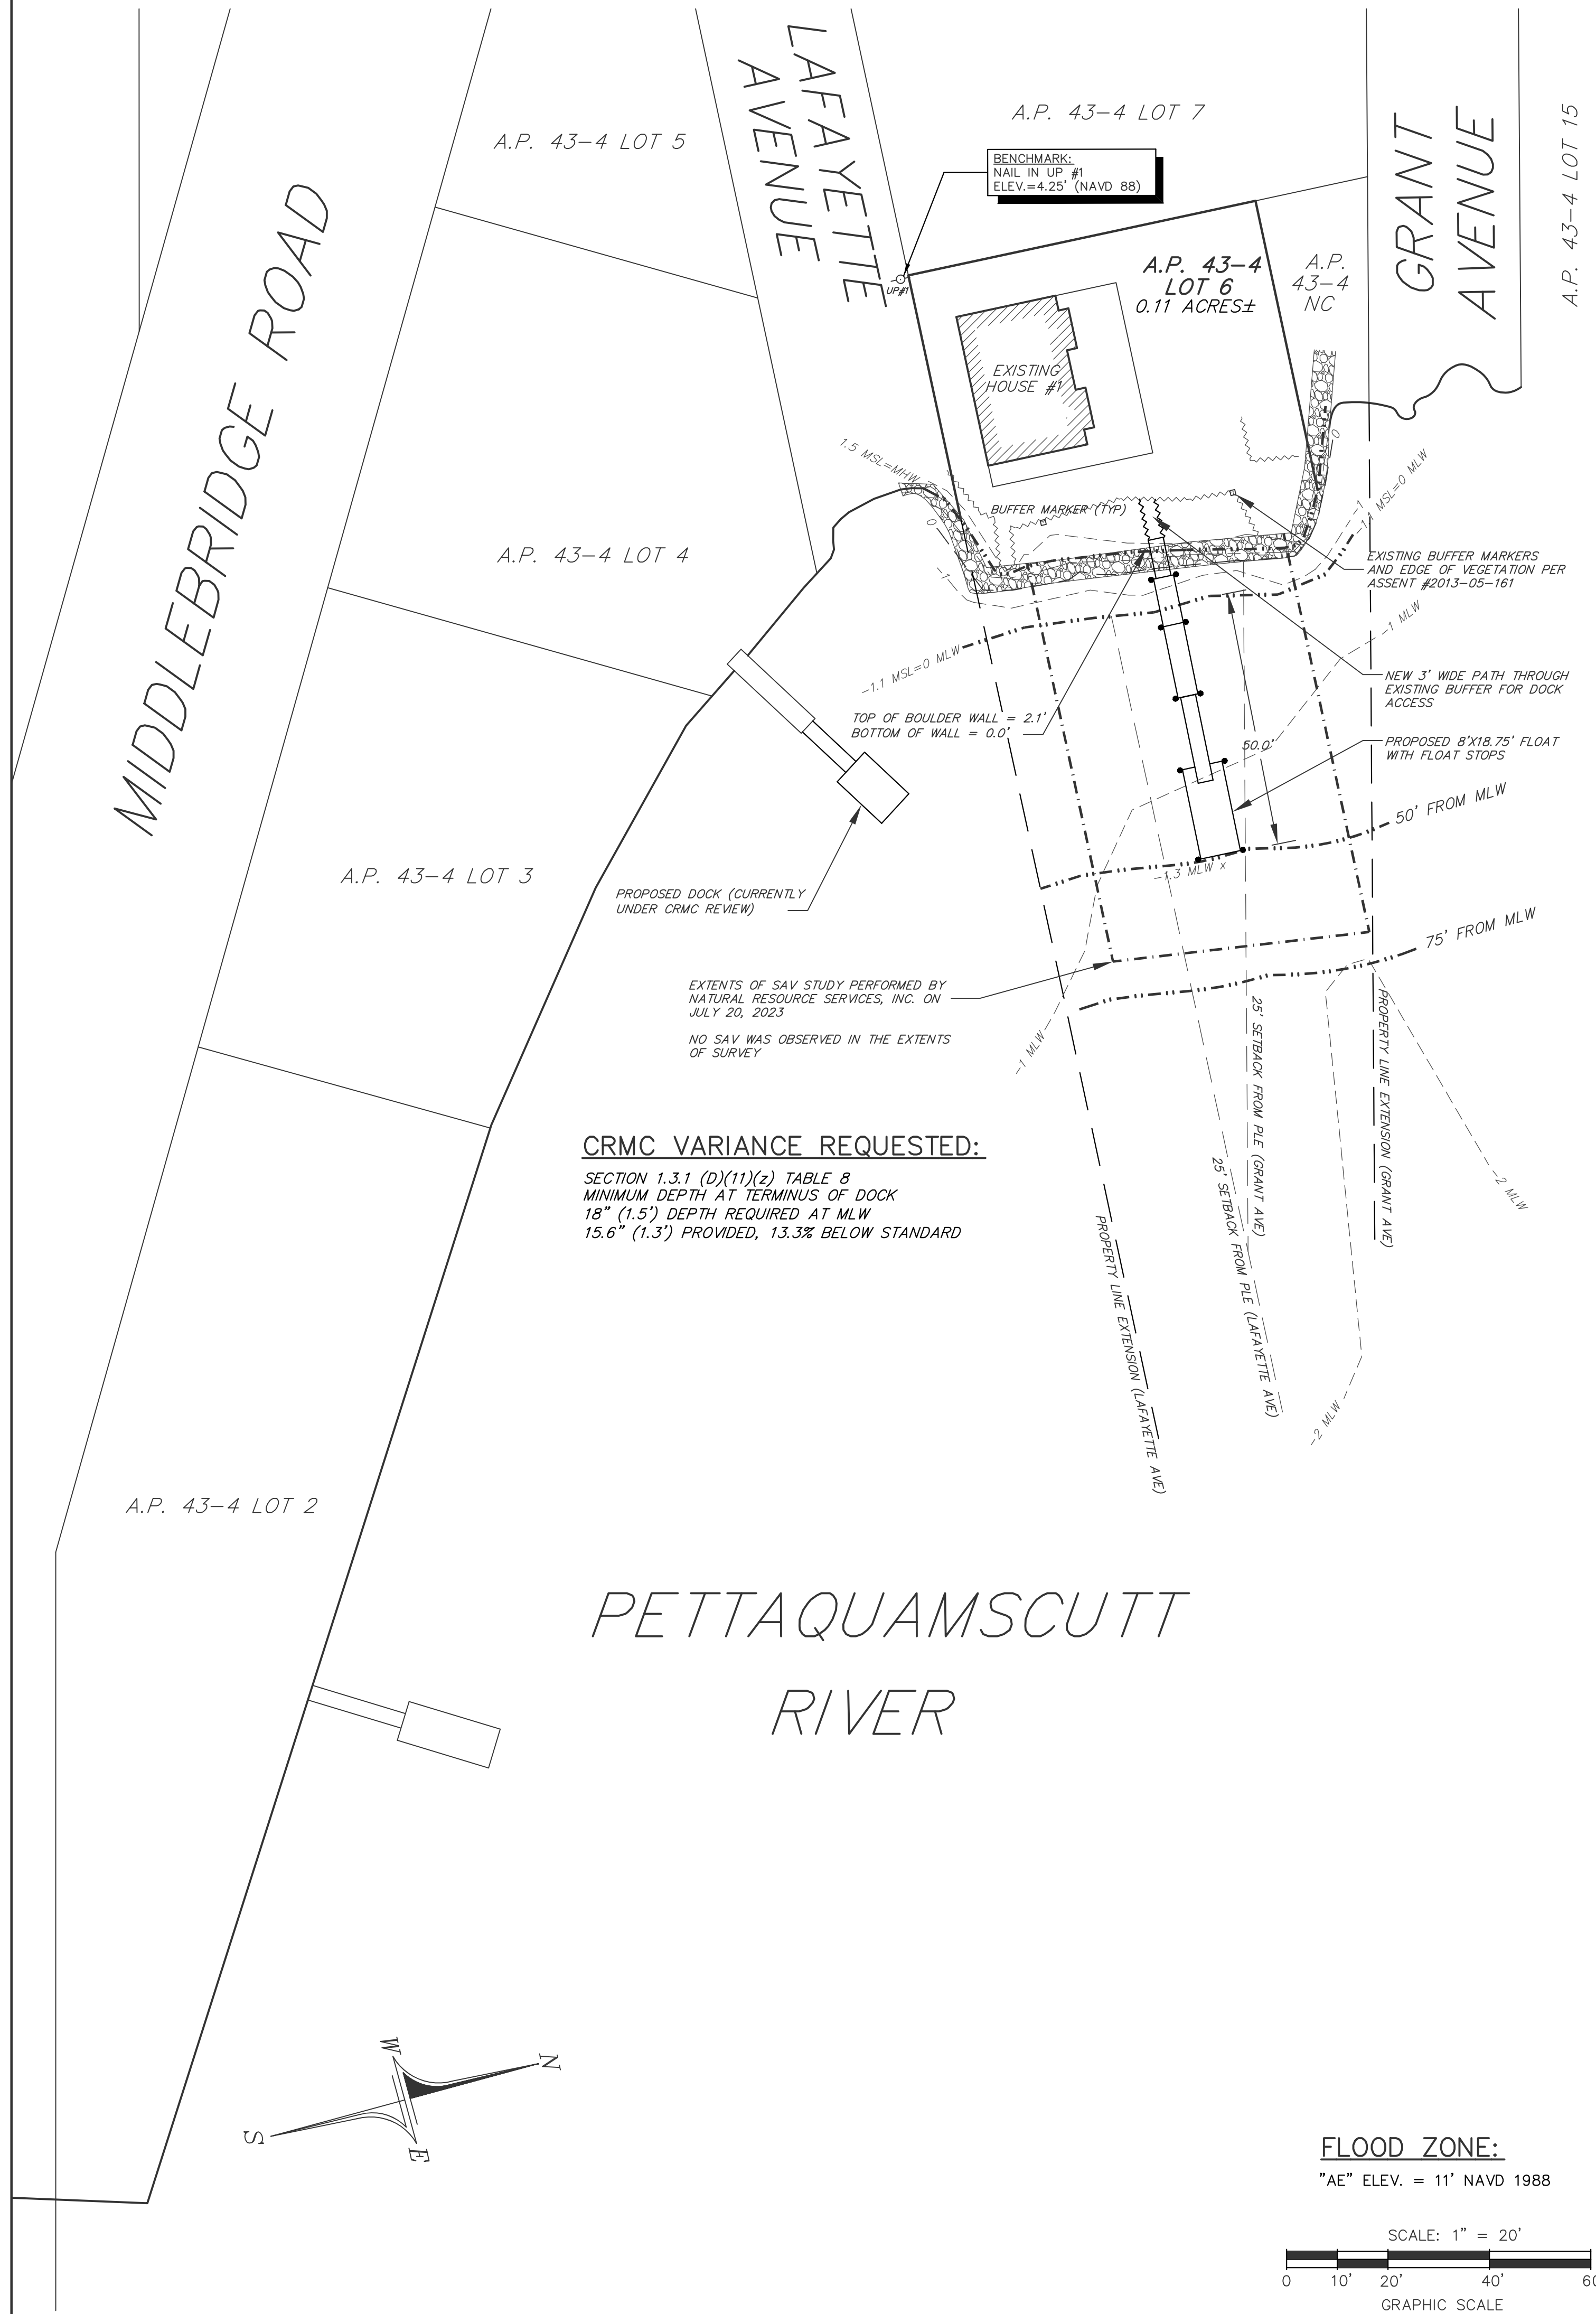 MIDDLEBRIDGE ROAD
LAFAYETTE
AVENUE
GRANT
AVENUE
A.P. 43-4 LOT 15
A.P. 43-4 LOT 7
A.P. 43-4 LOT 5
BENCHMARK:
NAIL IN UP #1
ELEV.=4.25' (NAVD 88)
UP#1
A.P. 43-4
LOT 6
0.11 ACRES±
A.P.
43-4
NC
EXISTING
HOUSE #1
1.5 MSL=MHW
BUFFER MARKER (TYP)
0
0
-1
-1
-1.1 MSL=0 MLW
EXISTING BUFFER MARKERS
AND EDGE OF VEGETATION PER
ASSENT #2013-05-161
A.P. 43-4 LOT 4
-1 MLW
-1.1 MSL=0 MLW
NEW 3' WIDE PATH THROUGH
EXISTING BUFFER FOR DOCK
ACCESS
TOP OF BOULDER WALL = 2.1'
BOTTOM OF WALL = 0.0'
50.0'
PROPOSED 8'X18.75' FLOAT
WITH FLOAT STOPS
50' FROM MLW
-1.3 MLW x
A.P. 43-4 LOT 3
PROPOSED DOCK (CURRENTLY
UNDER CRMC REVIEW)
75' FROM MLW
EXTENTS OF SAV STUDY PERFORMED BY
NATURAL RESOURCE SERVICES, INC. ON
JULY 20, 2023
NO SAV WAS OBSERVED IN THE EXTENTS
OF SURVEY
-1 MLW
25' SETBACK FROM PLE (GRANT AVE)
PROPERTY LINE EXTENSION (GRANT AVE)
25' SETBACK FROM PLE (LAFAYETTE AVE)
PROPERTY LINE EXTENSION (LAFAYETTE AVE)
-2 MLW
-2 MLW
CRMC VARIANCE REQUESTED:
SECTION 1.3.1 (D)(11)(z) TABLE 8
MINIMUM DEPTH AT TERMINUS OF DOCK
18" (1.5') DEPTH REQUIRED AT MLW
15.6" (1.3') PROVIDED, 13.3% BELOW STANDARD
A.P. 43-4 LOT 2
PETTAQUAMSCUTT
RIVER
W
N
S
E
FLOOD ZONE:
"AE" ELEV. = 11' NAVD 1988
SCALE: 1" = 20'
0 10' 20' 40' 60
GRAPHIC SCALE